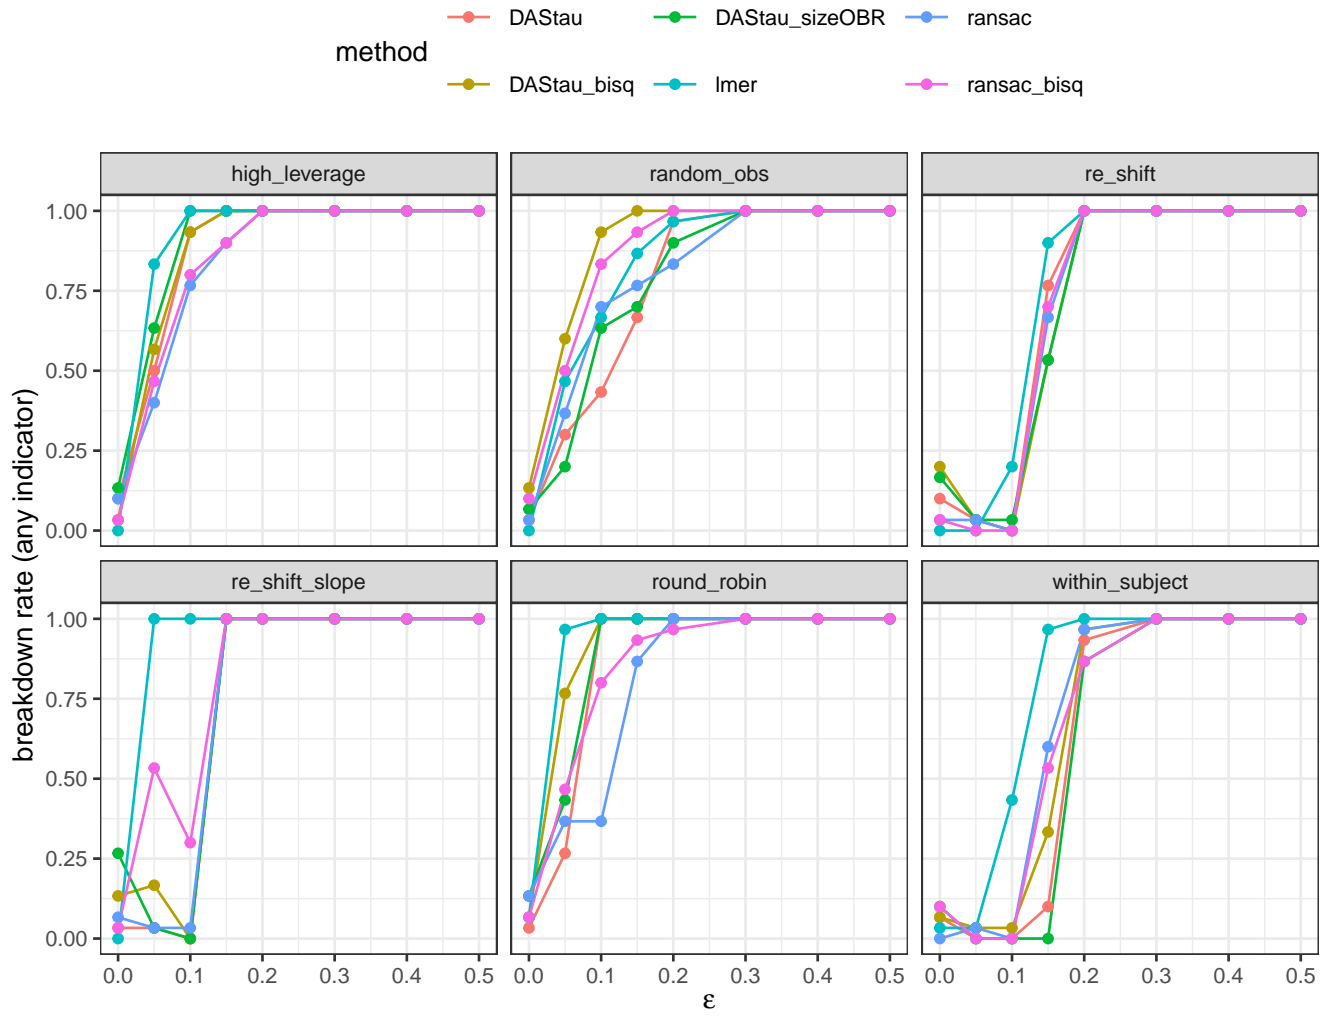 method
DAStau DAStau_sizeOBR ransac
DAStau_bisq lmer ransac_bisq
high_leverage random_obs re_shift
1.00
0.75
0.50
0.25
0.00
re_shift_slope round_robin within_subject
1.00
0.75
0.50
0.25
0.00
0.0 0.1 0.2 0.3 0.4 0.5 0.0 0.1 0.2 0.3 0.4 0.5 0.0 0.1 0.2 0.3 0.4 0.5
ε
breakdown rate (any indicator)